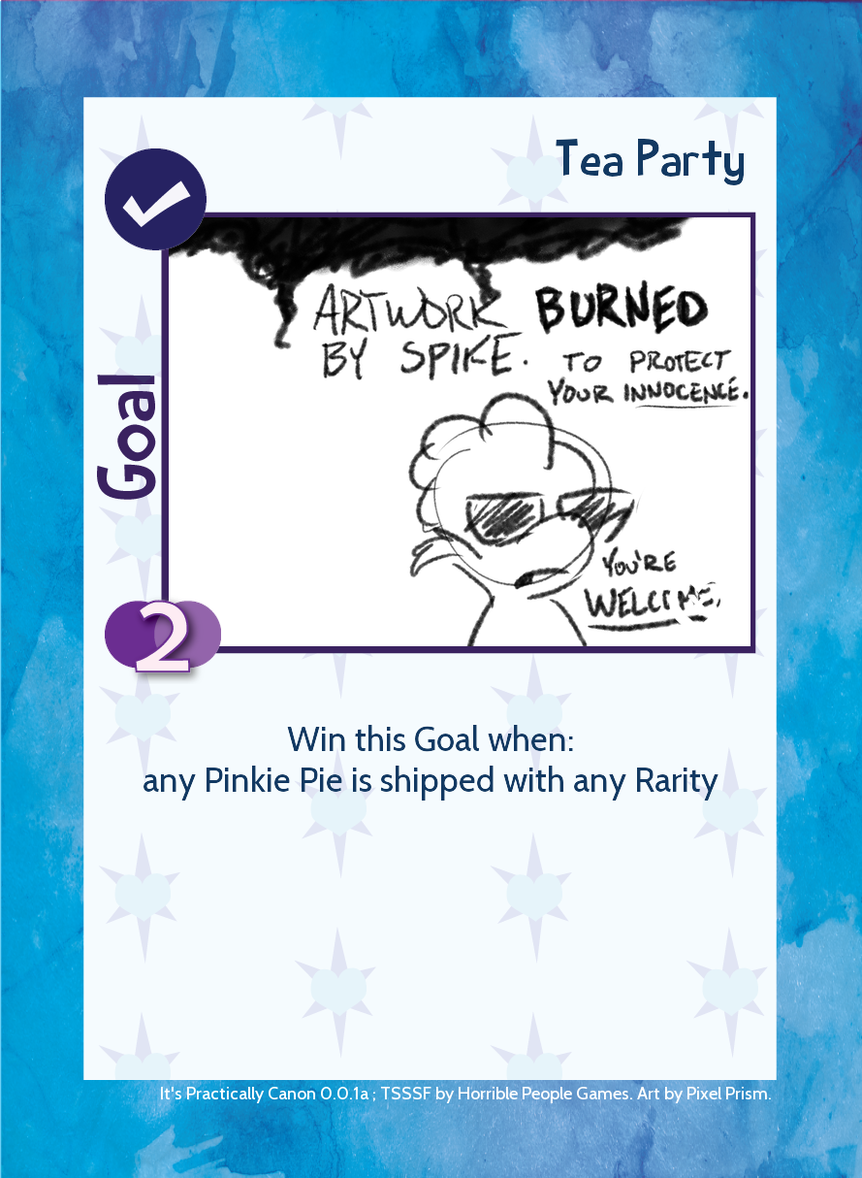 Tea Party
Goal
ARTWORK BURNED
BY SPIKE. TO PROTECT
YOUR INNOCENCE.
YOU'RE
WELCOME.
2
Win this Goal when:
any Pinkie Pie is shipped with any Rarity
It's Practically Canon 0.0.1a ; TSSSF by Horrible People Games. Art by Pixel Prism.